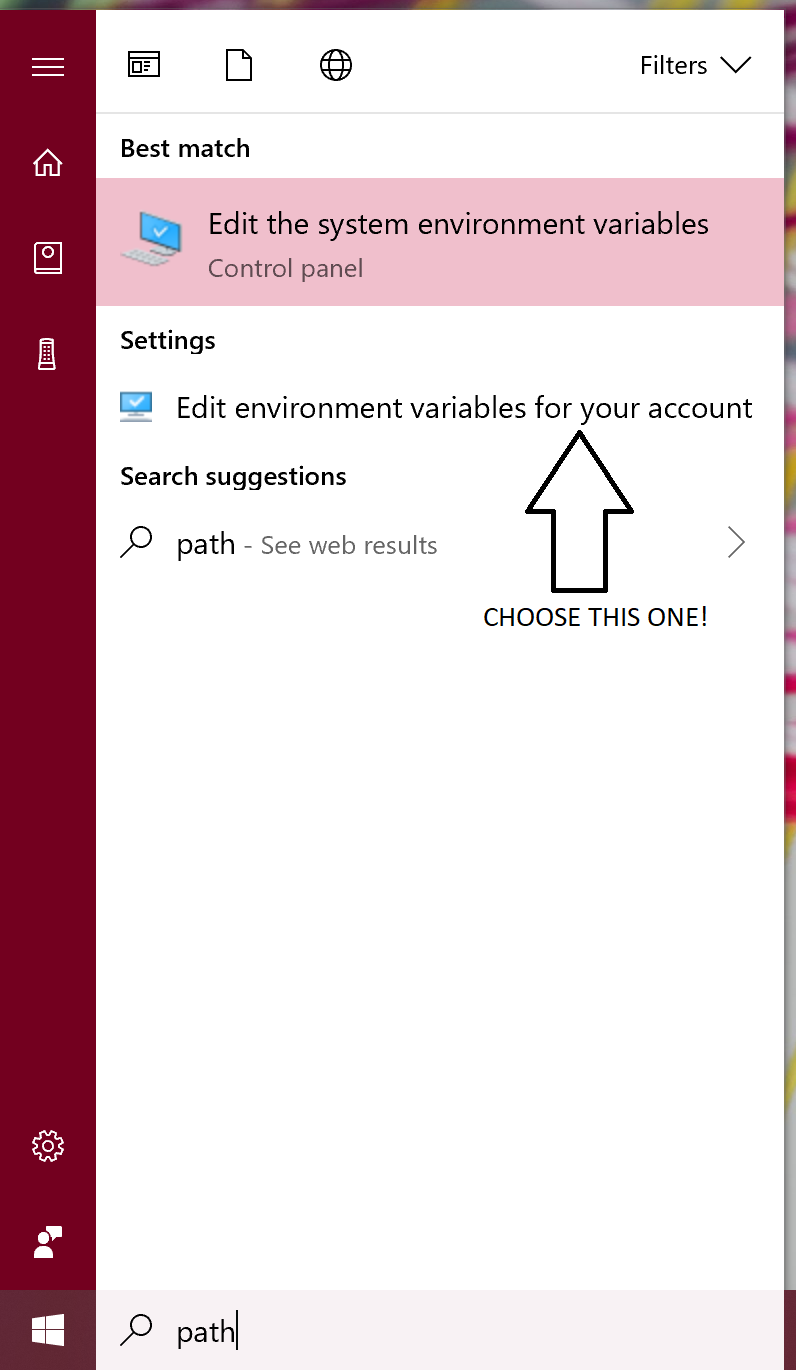 Filters
Best match
Edit the system environment variables
Control panel
Settings
Edit environment variables for your account
Search suggestions
path - See web results
CHOOSE THIS ONE!
path